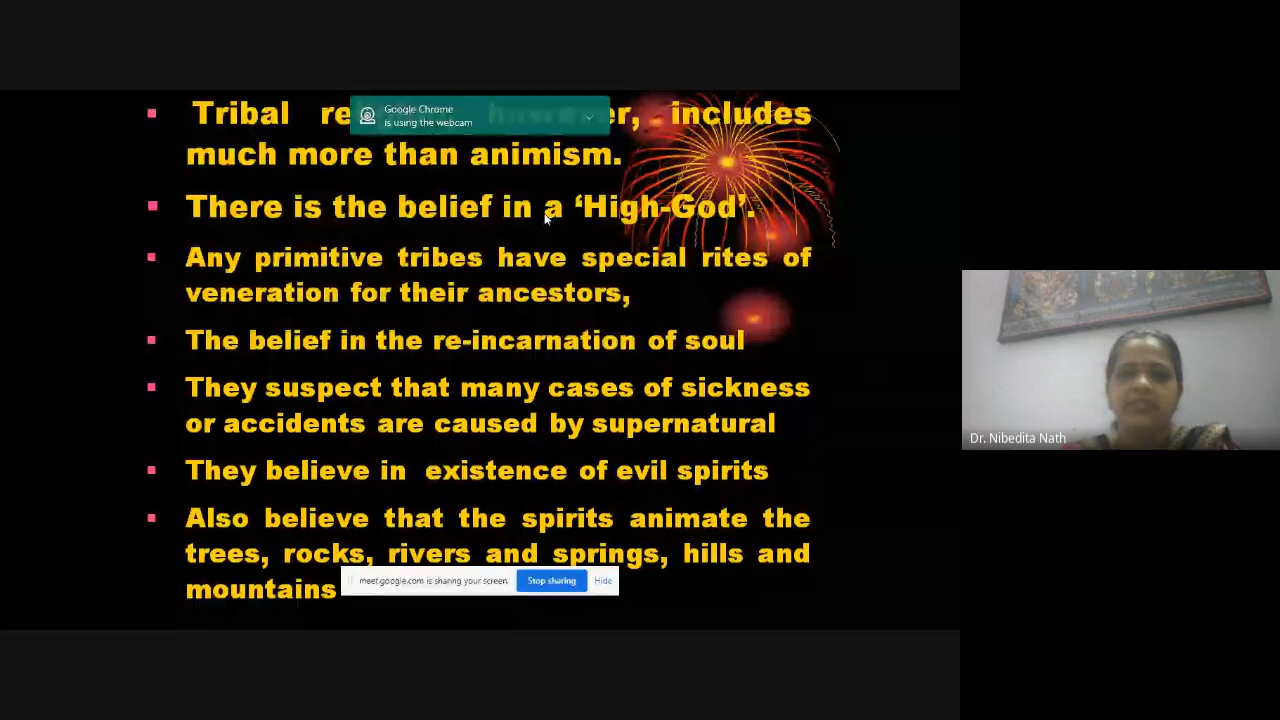 Tribal re er, includes
Google Chrome
is using the webcam
much more than animism.
There is the belief in a ‘High-God’.
Any primitive tribes have special rites of
veneration for their ancestors,
The belief in the re-incarnation of soul
They suspect that many cases of sickness
or accidents are caused by supernatural
They believe in existence of evil spirits
Also believe that the spirits animate the
trees, rocks, rivers and springs, hills and
mountains
meet.google.com is sharing your screen. Stop sharing Hide
Dr. Nibedita Nath